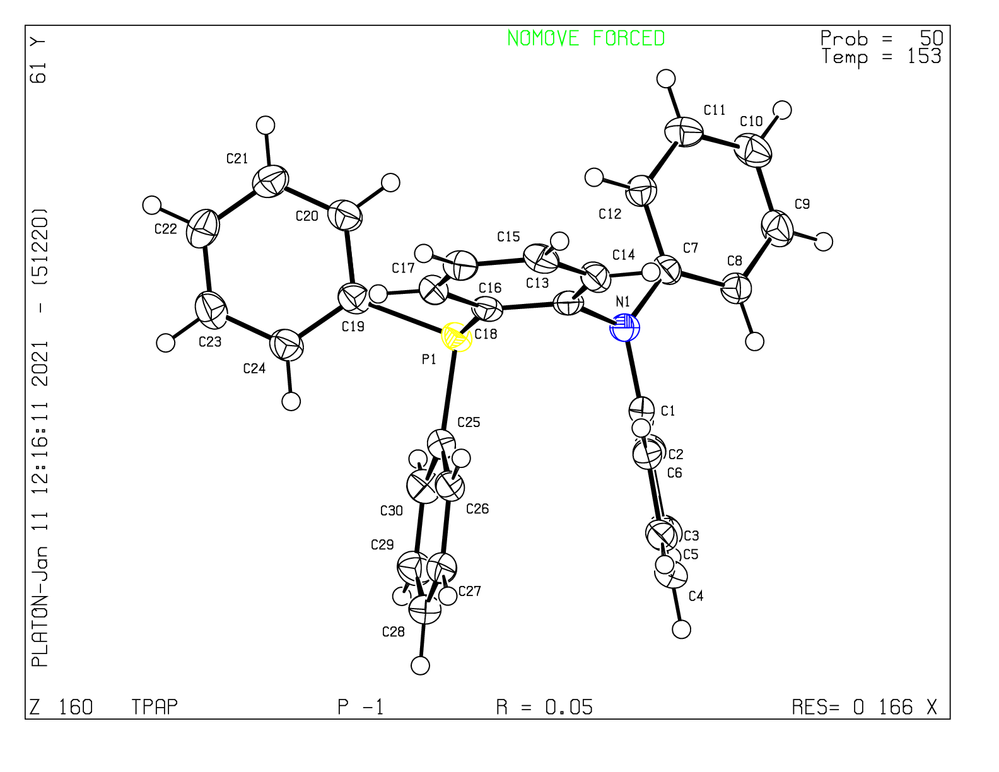 NOMOVE FORCED
Prob = 50
Temp = 153
61 Y
PLATON-Jan 11 12:16:11 2021 - (51220)
C11
C10
C21
C20
C22
C12
C9
C15
C14
C7
C8
C17
C13
C16
N1
C19
C18
C23
P1
C24
C1
C25
C2
C6
C30
C26
C29
C3
C5
C27
C4
C28
Z 160 TPAP P -1 R = 0.05 RES= 0 166 X